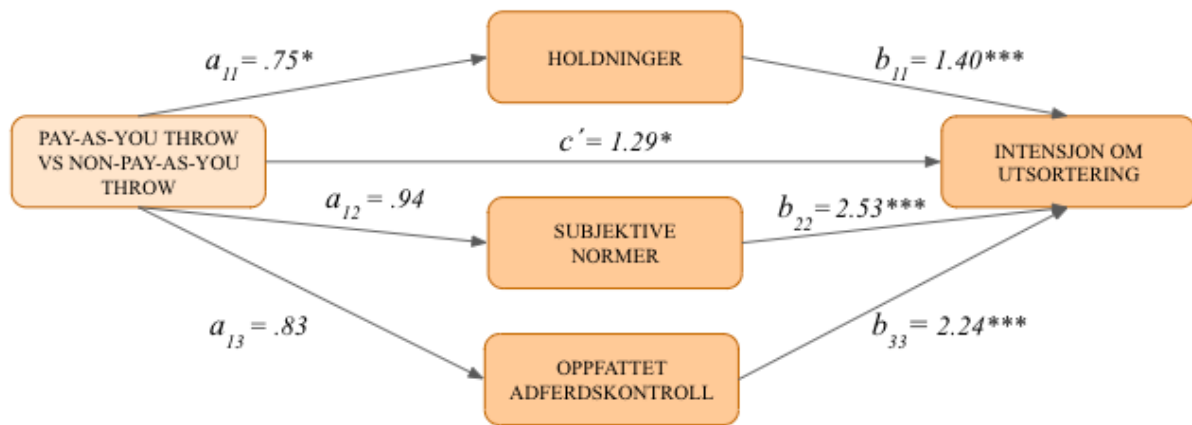 a11 = .75*
HOLDNINGER
b11 = 1.40***
PAY-AS-YOU THROW
VS NON-PAY-AS-YOU
THROW
c´ = 1.29*
INTENSJON OM
UTSORTERING
a12 = .94
SUBJEKTIVE
NORMER
b22 = 2.53***
a13 = .83
OPPFATTET
ADFERDSKONTROLL
b33 = 2.24***